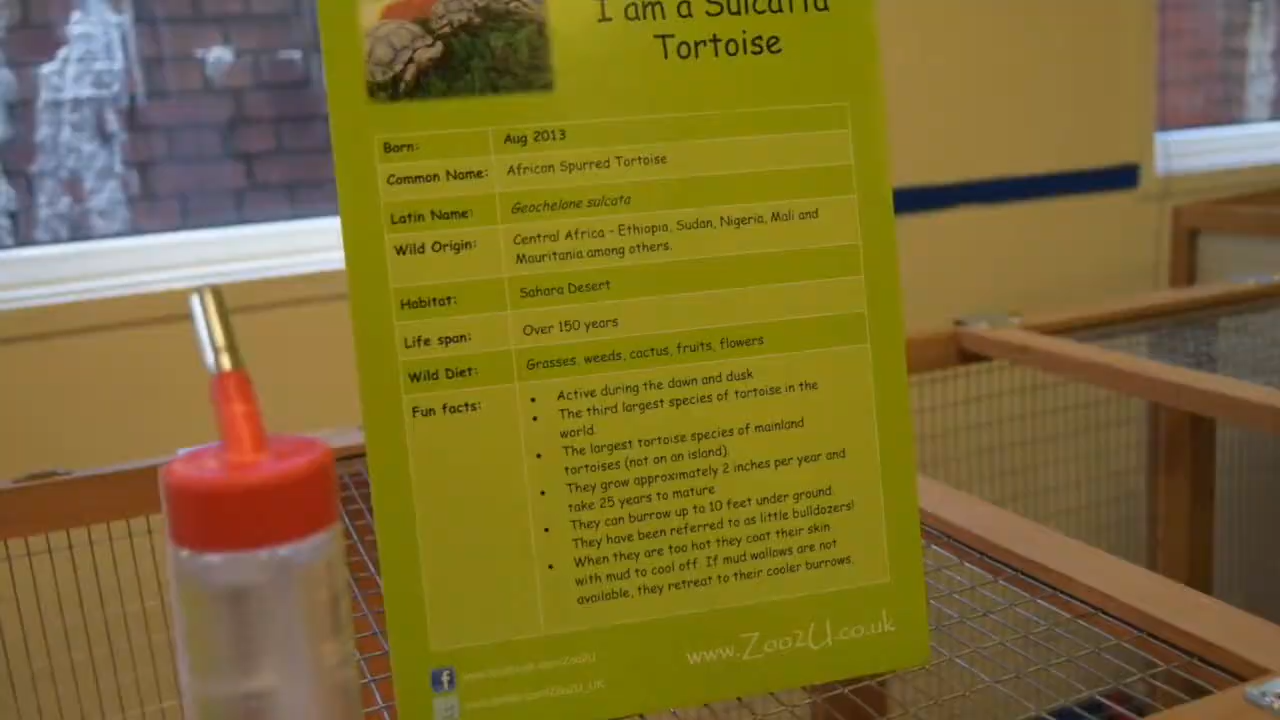 I am a Sulcatta
Tortoise
Born: Aug 2013
Common Name: African Spurred Tortoise
Latin Name: Geochelone sulcata
Wild Origin: Central Africa - Ethiopia, Sudan, Nigeria, Mali and
Mauritania among others.
Habitat: Sahara Desert
Life span: Over 150 years
Wild Diet: Grasses, weeds, cactus, fruits, flowers
Fun facts: • Active during the dawn and dusk
• The third largest species of tortoise in the
world.
• The largest tortoise species of mainland
tortoises (not on an island).
• They grow approximately 2 inches per year and
take 25 years to mature
• They can burrow up to 10 feet under ground.
They have been referred to as little bulldozers!
• When they are too hot they coat their skin
with mud to cool off. If mud wallows are not
available, they retreat to their cooler burrows.
www.Zoo2U.co.uk